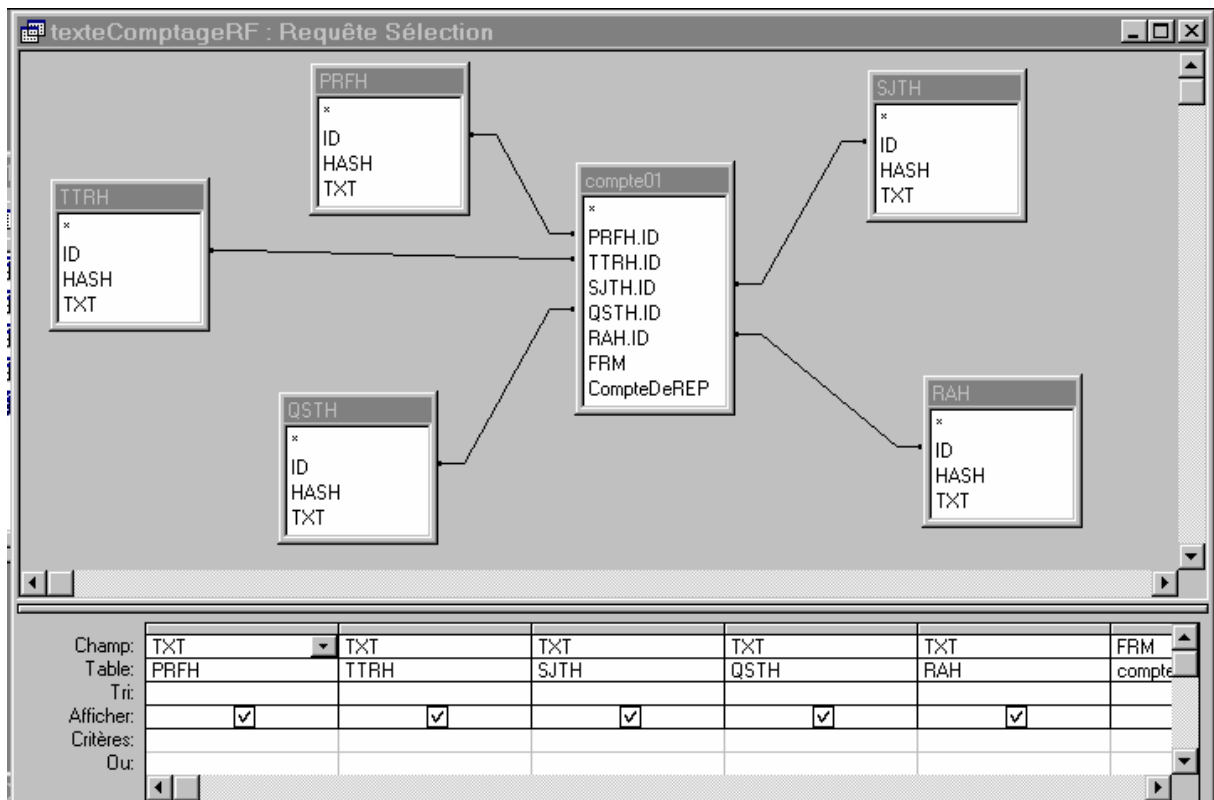 texteComptageRF : Requête Sélection
PRFH
*
ID
HASH
TXT
SJTH
*
ID
HASH
TXT
TTRH
*
ID
HASH
TXT
compte01
*
PRFH.ID
TTRH.ID
SJTH.ID
QSTH.ID
RAH.ID
FRM
CompteDeREP
QSTH
*
ID
HASH
TXT
RAH
*
ID
HASH
TXT
Champ: TXT TXT TXT TXT TXT FRM
Table: PRFH TTRH SJTH QSTH RAH compte
Tri:
Afficher:
Critères:
Ou: